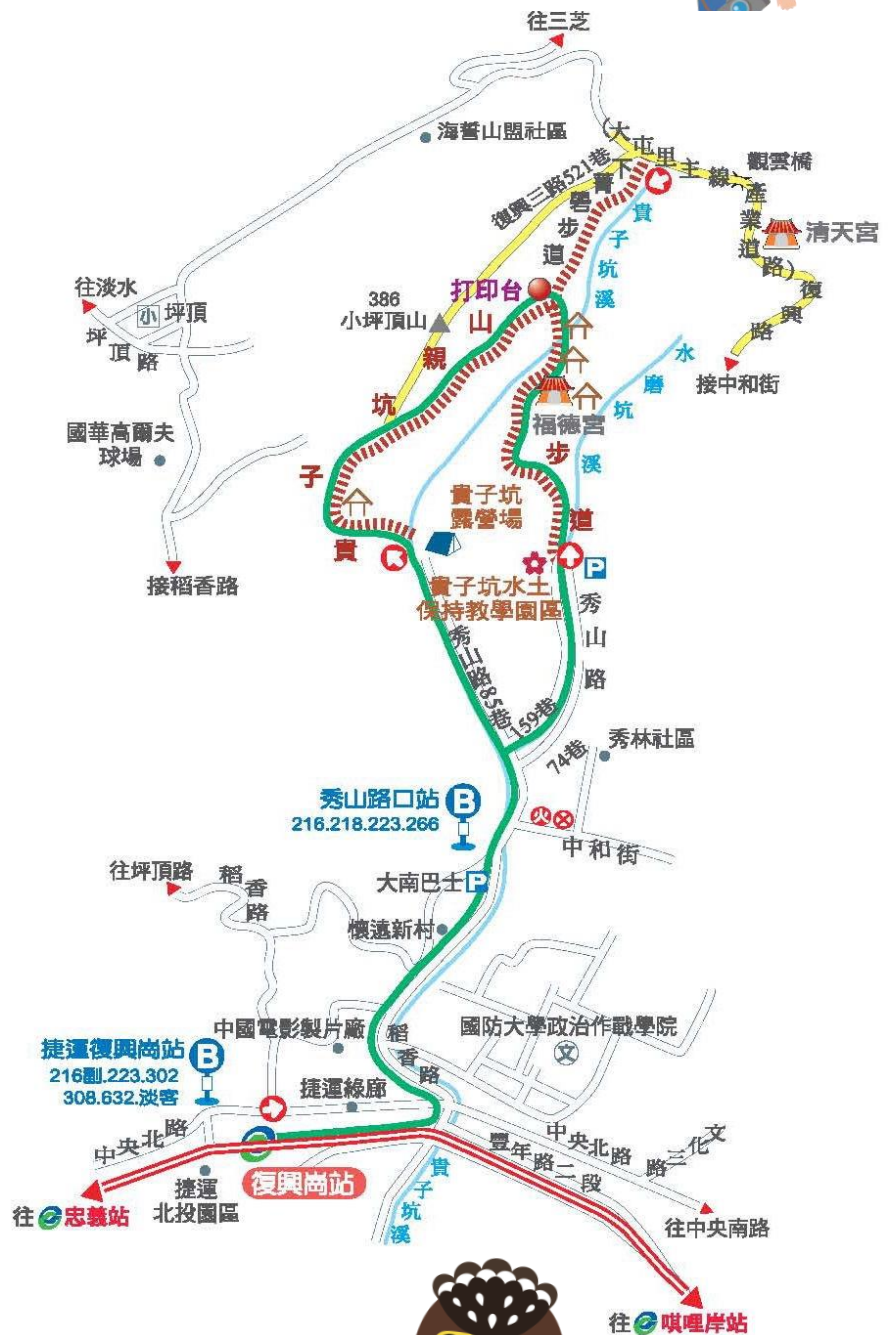 往三芝
海誓山盟社區
(大屯里主線產業道路)
觀雲橋
清天宮
復興路
接中和街
復興三路521巷
下青礐步道
貴子坑溪
往淡水
小 坪頂
坪頂路
打印台
386
小坪頂山
貴子坑親山步道
水磨坑溪
福德宮
國華高爾夫
球場
接稻香路
貴子坑
露營場
貴子坑水土
保持教學園區
P
秀山路
秀山路85巷
159巷
74巷
秀林社區
秀山路口站 B
216.218.223.266
火
中和街
往坪頂路
稻香路
大南巴士 P
懷遠新村
中國電影製片廠
稻香路
國防大學政治作戰學院
文
捷運復興崗站 B
216副.223.302
308.632.淡客
捷運綠廊
中央北路
中央北路
文化三路
豐年路二段
復興崗站
貴子坑溪
捷運
北投園區
往 忠義站
往中央南路
往 唭哩岸站